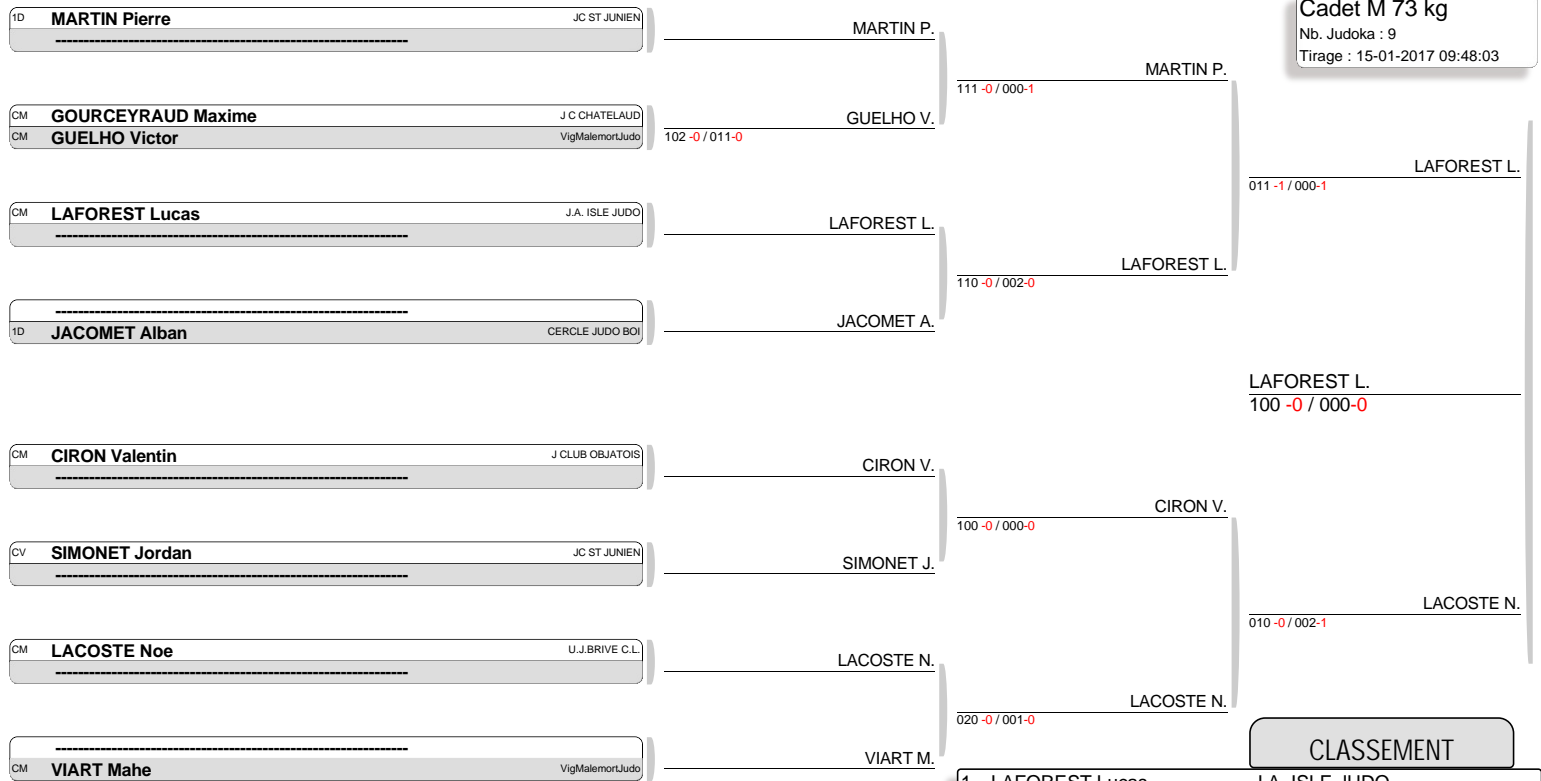 Cadet M 73 kg
Nb. Judoka : 9
Tirage : 15-01-2017 09:48:03
1D MARTIN Pierre JC ST JUNIEN
----------------------------------------------------------------
MARTIN P.
MARTIN P.
111 -0 / 000-1
CM GOURCEYRAUD Maxime J C CHATELAUD
CM GUELHO Victor VigMalemortJudo
GUELHO V.
102 -0 / 011-0
LAFOREST L.
011 -1 / 000-1
CM LAFOREST Lucas J.A. ISLE JUDO
----------------------------------------------------------------
LAFOREST L.
LAFOREST L.
110 -0 / 002-0
----------------------------------------------------------------
1D JACOMET Alban CERCLE JUDO BOI
JACOMET A.
LAFOREST L.
100 -0 / 000-0
CM CIRON Valentin J CLUB OBJATOIS
----------------------------------------------------------------
CIRON V.
CIRON V.
100 -0 / 000-0
CV SIMONET Jordan JC ST JUNIEN
----------------------------------------------------------------
SIMONET J.
LACOSTE N.
010 -0 / 002-1
CM LACOSTE Noe U.J.BRIVE C.L.
----------------------------------------------------------------
LACOSTE N.
LACOSTE N.
020 -0 / 001-0
----------------------------------------------------------------
CM VIART Mahe VigMalemortJudo
VIART M.
CLASSEMENT
1 LAFOREST Lucas J.A. ISLE JUDO